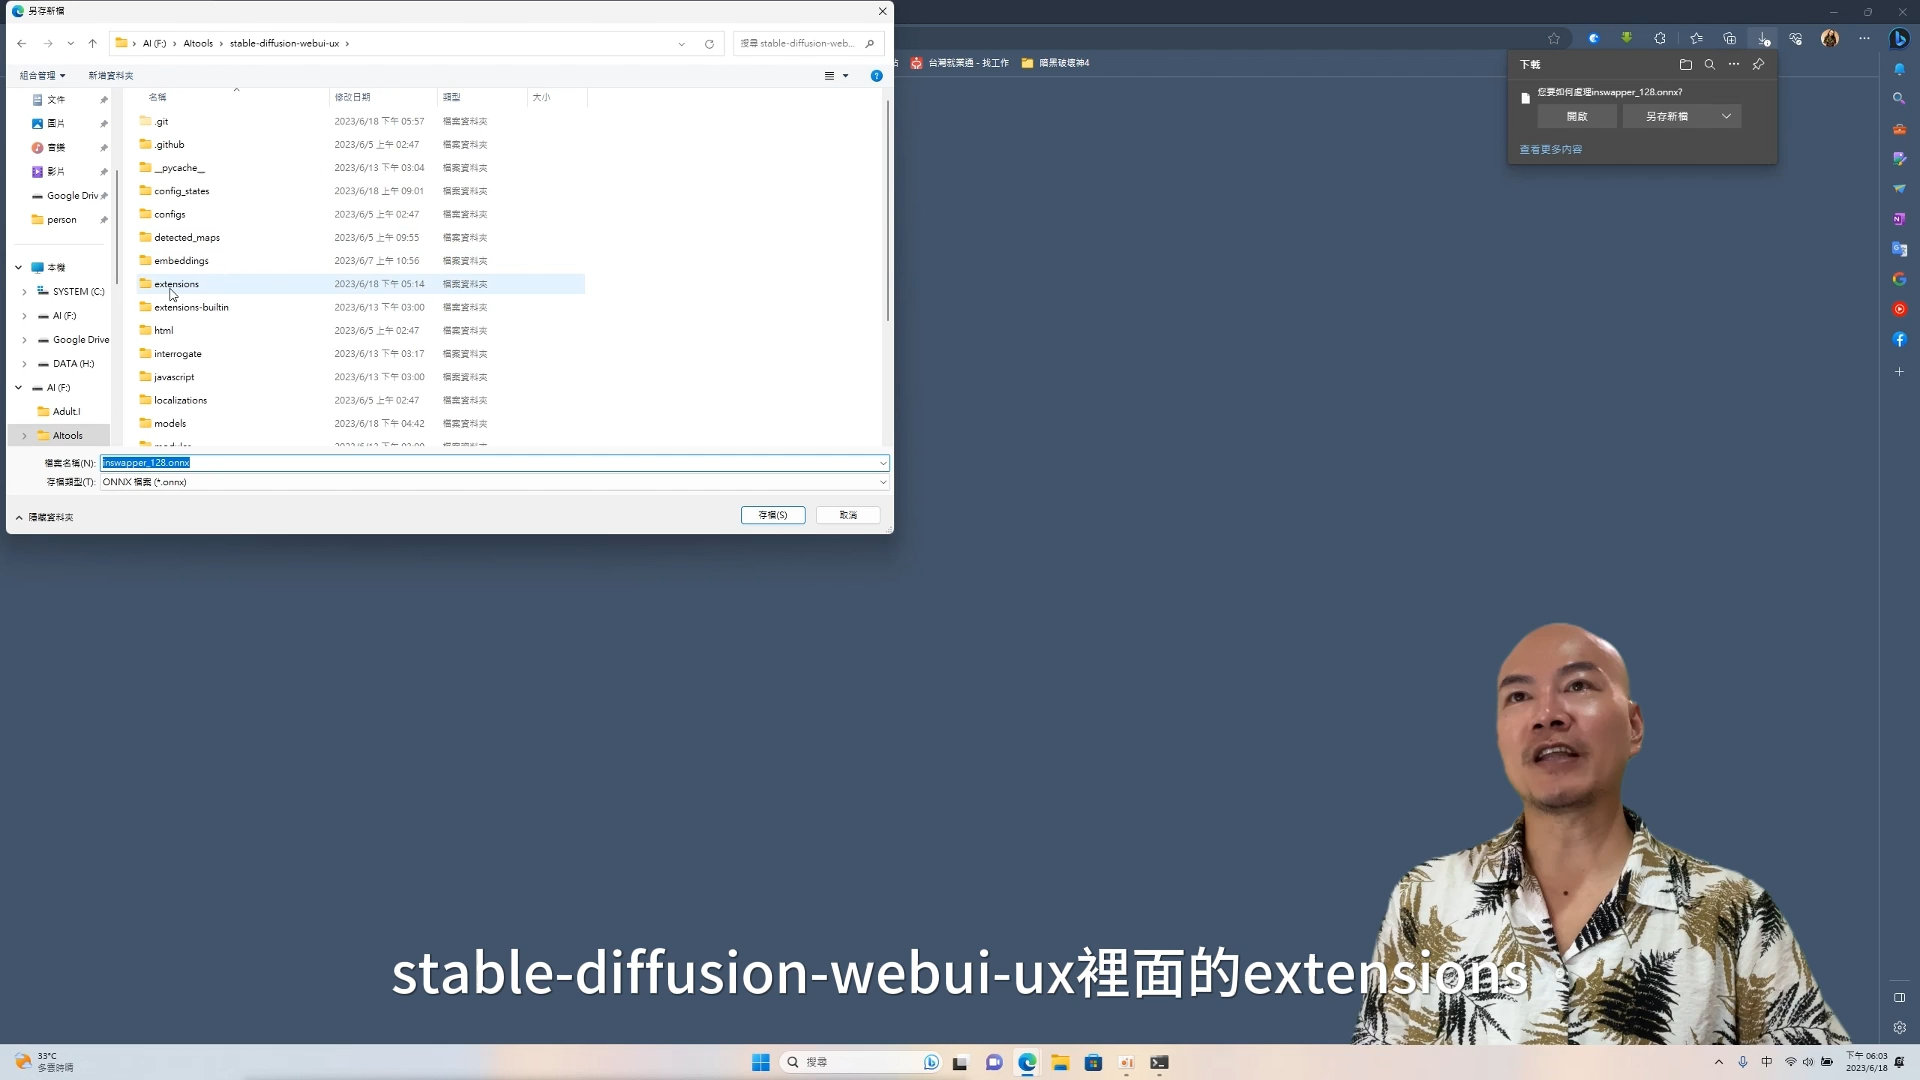 另存新檔
AI (F:) › AItools › stable-diffusion-webui-ux ›
搜尋 stable-diffusion-web...
組合管理
新增資料夾
文件
圖片
音樂
影片
Google Driv
person
本機
SYSTEM (C:)
AI (F:)
Google Drive
DATA (H:)
AI (F:)
Adult.I
AItools
名稱 修改日期 類型 大小
.git 2023/6/18 下午 05:57 檔案資料夾
.github 2023/6/5 上午 02:47 檔案資料夾
__pycache__ 2023/6/13 下午 03:04 檔案資料夾
config_states 2023/6/18 上午 09:01 檔案資料夾
configs 2023/6/5 上午 02:47 檔案資料夾
detected_maps 2023/6/5 上午 09:55 檔案資料夾
embeddings 2023/6/7 上午 10:56 檔案資料夾
extensions 2023/6/18 下午 05:14 檔案資料夾
extensions-builtin 2023/6/13 下午 03:00 檔案資料夾
html 2023/6/5 上午 02:47 檔案資料夾
interrogate 2023/6/13 下午 03:17 檔案資料夾
javascript 2023/6/13 下午 03:00 檔案資料夾
localizations 2023/6/5 上午 02:47 檔案資料夾
models 2023/6/18 下午 04:42 檔案資料夾
檔案名稱(N): inswapper_128.onnx
存檔類型(T): ONNX 檔案 (*.onnx)
隱藏資料夾
存檔(S)
取消
台灣就業通 - 找工作
暗黑破壞神4
下載
您要如何處理inswapper_128.onnx?
開啟
另存新檔
查看更多內容
stable-diffusion-webui-ux裡面的extensions
33°C
多雲時晴
搜尋
中
下午 06:03
2023/6/18